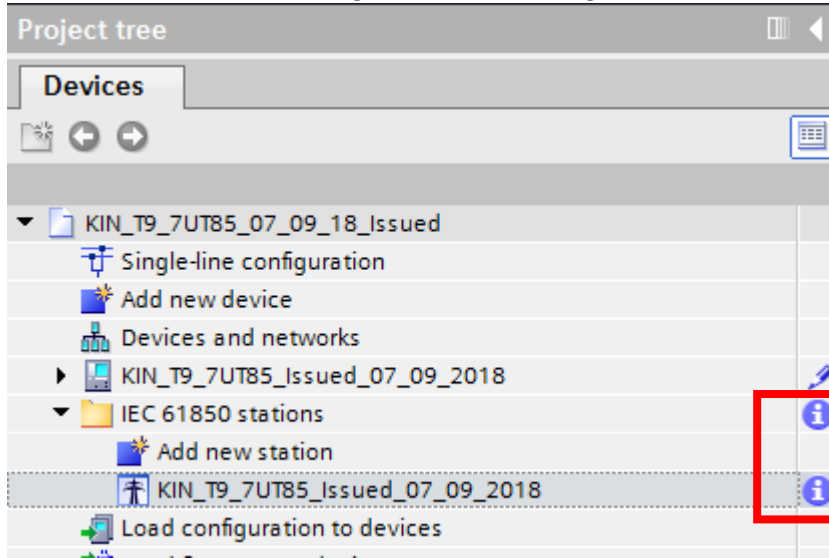 Project tree
Devices
KIN_T9_7UT85_07_09_18_Issued
Single-line configuration
Add new device
Devices and networks
KIN_T9_7UT85_Issued_07_09_2018
IEC 61850 stations
Add new station
KIN_T9_7UT85_Issued_07_09_2018
Load configuration to devices